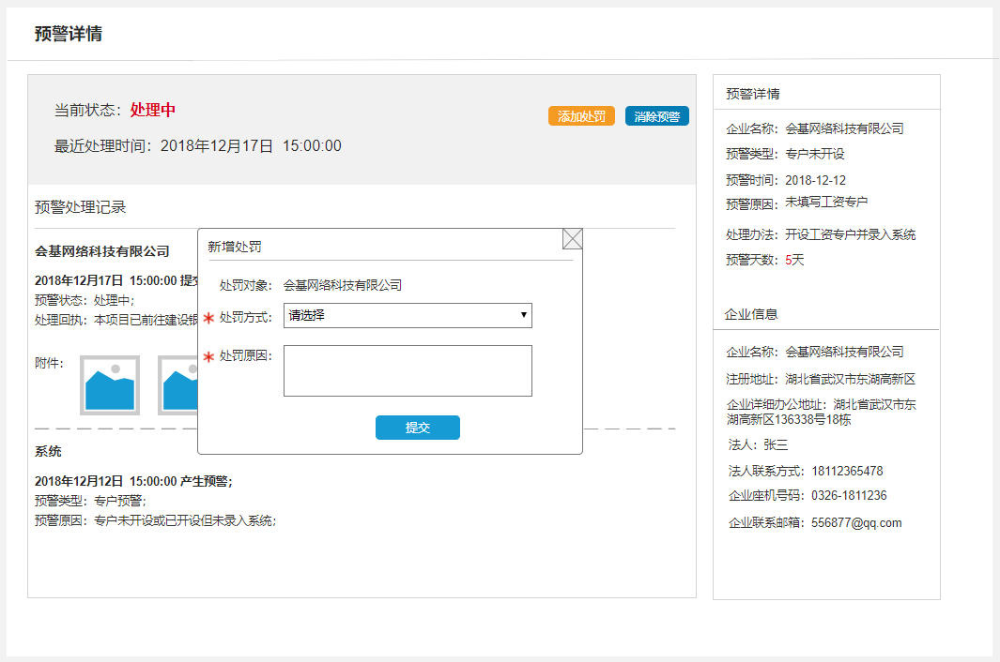 预警详情
当前状态：处理中
添加处罚
消除预警
最近处理时间：2018年12月17日 15:00:00
预警处理记录
会基网络科技有限公司
2018年12月17日 15:00:00 提交
预警状态：处理中；
处理回执：本项目已前往建设银
附件：
新增处罚
处罚对象：会基网络科技有限公司
处罚方式：
请选择
处罚原因：
提交
系统
2018年12月12日 15:00:00 产生预警；
预警类型：专户预警；
预警原因：专户未开设或已开设但未录入系统；
预警详情
企业名称：会基网络科技有限公司
预警类型：专户未开设
预警时间：2018-12-12
预警原因：未填写工资专户
处理办法：开设工资专户并录入系统
预警天数：5天
企业信息
企业名称：会基网络科技有限公司
注册地址：湖北省武汉市东湖高新区
企业详细办公地址：湖北省武汉市东
湖高新区136338号18栋
法人：张三
法人联系方式：18112365478
企业座机号码：0326-1811236
企业联系邮箱：556877@qq.com